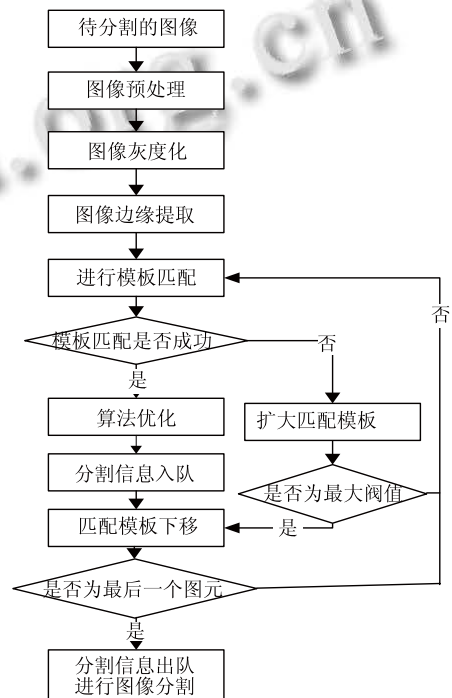 待分割的图像
图像预处理
图像灰度化
图像边缘提取
进行模板匹配
否
模板匹配是否成功
否
是
算法优化
扩大匹配模板
分割信息入队
是否为最大阀值
匹配模板下移
是
是否为最后一个图元
是
分割信息出队
进行图像分割
.org.cn